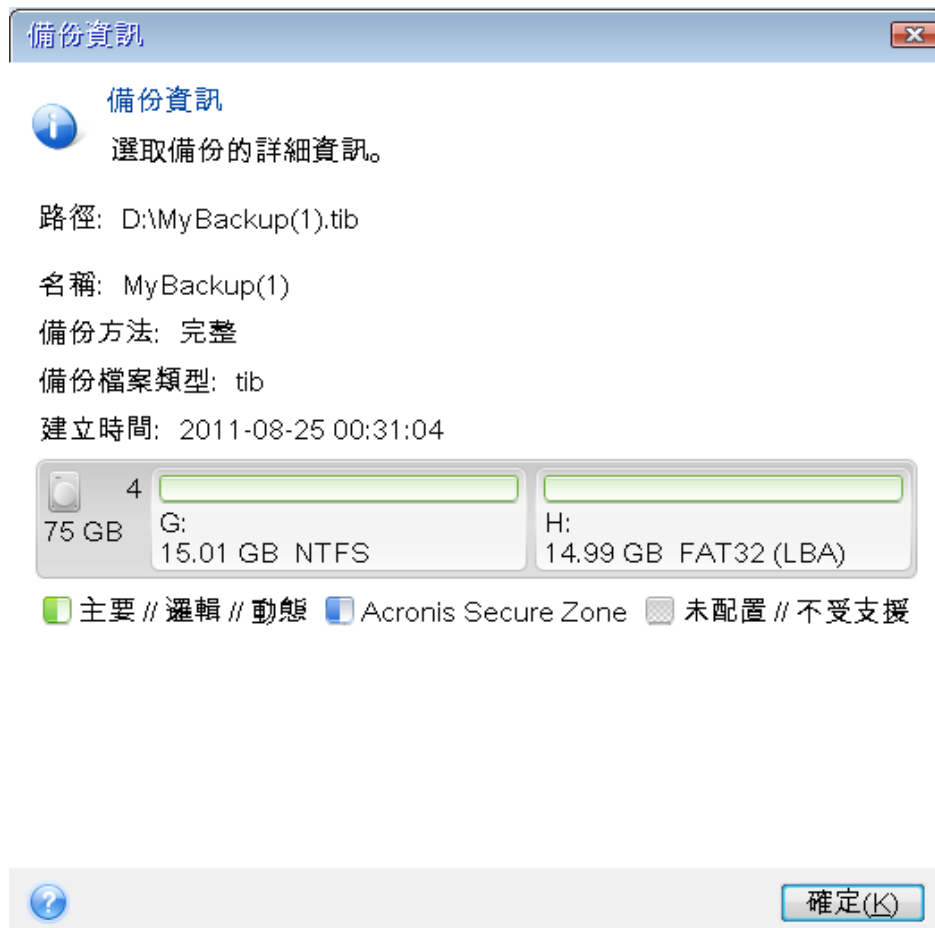 備份資訊
備份資訊
選取備份的詳細資訊。
路徑: D:\MyBackup(1).tib
名稱: MyBackup(1)
備份方法: 完整
備份檔案類型: tib
建立時間: 2011-08-25 00:31:04
4
75 GB
G:
15.01 GB NTFS
H:
14.99 GB FAT32 (LBA)
主要 // 邏輯 // 動態 Acronis Secure Zone 未配置 // 不受支援
確定(K)